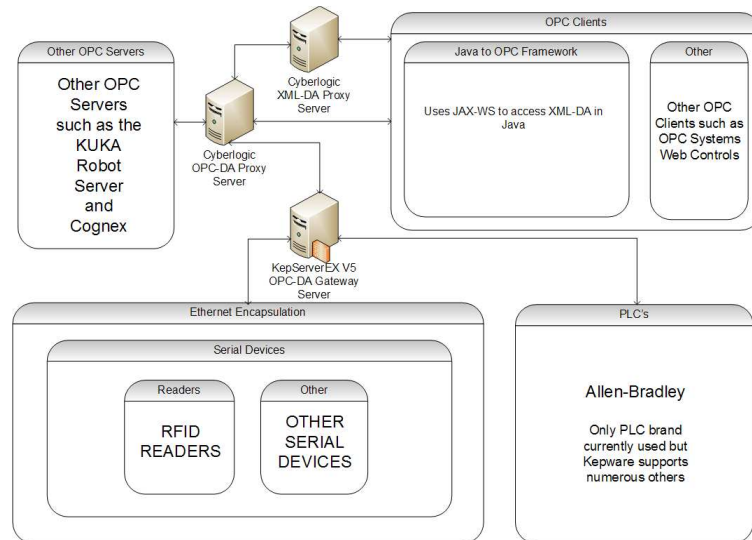 Other OPC Servers
Other OPC
Servers
such as the
KUKA
Robot
Server
and
Cognex
Cyberlogic
XML-DA Proxy
Server
Cyberlogic
OPC-DA Proxy
Server
OPC Clients
Java to OPC Framework
Uses JAX-WS to access XML-DA in
Java
Other
Other OPC
Clients such as
OPC Systems
Web Controls
KepServerEX V5
OPC-DA Gateway
Server
Ethernet Encapsulation
Serial Devices
Readers
RFID
READERS
Other
OTHER
SERIAL
DEVICES
PLC's
Allen-Bradley
Only PLC brand
currently used but
Kepware supports
numerous others